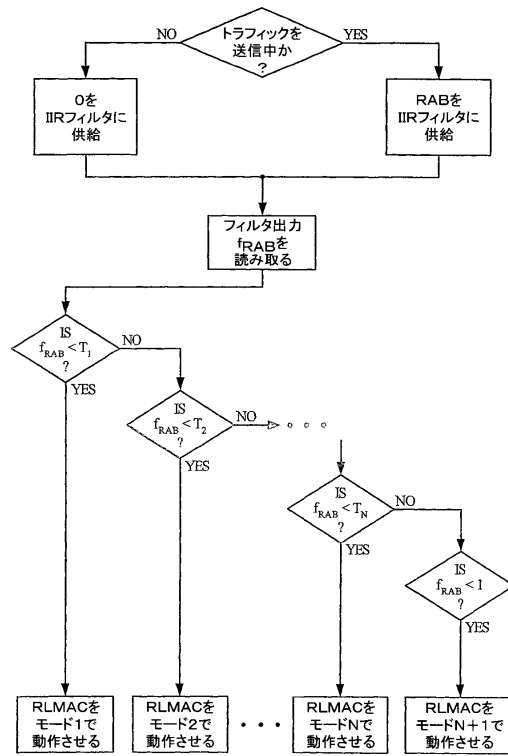 トラフィックを
送信中か
?
NO
YES
0を
IIRフィルタに
供給
RABを
IIRフィルタに
供給
フィルタ出力
fRABを
読み取る
IS
fRAB < T1
?
NO
YES
IS
fRAB < T2
?
NO
YES
IS
fRAB < TN
?
NO
YES
IS
fRAB < 1
?
YES
RLMACを
モード1で
動作させる
RLMACを
モード2で
動作させる
RLMACを
モードNで
動作させる
RLMACを
モードN+1で
動作させる